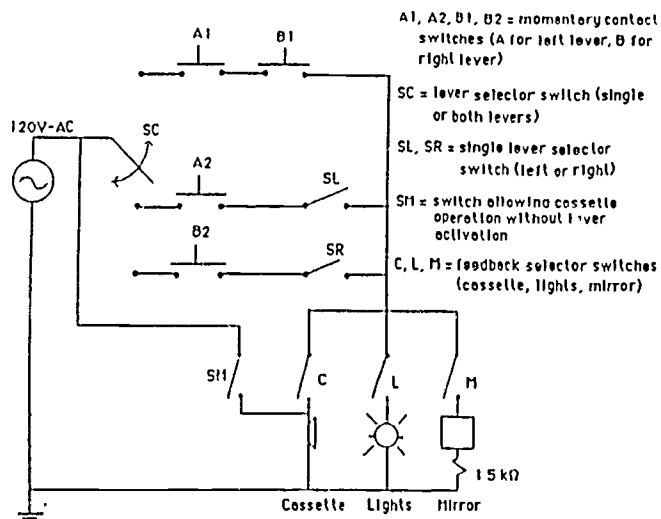 A1 B1
A1, A2, B1, B2 = momentary contact
switches (A for left lever, B for
right lever)
120V-AC SC
SC = lever selector switch (single
or both levers)
A2 SL
SL, SR = single lever selector
switch (left or right)
B2 SR
SM = switch allowing cassette
operation without lever
activation
C, L, M = feedback selector switches
(cassette, lights, mirror)
SM C L M
1.5 kΩ
Cassette Lights Mirror